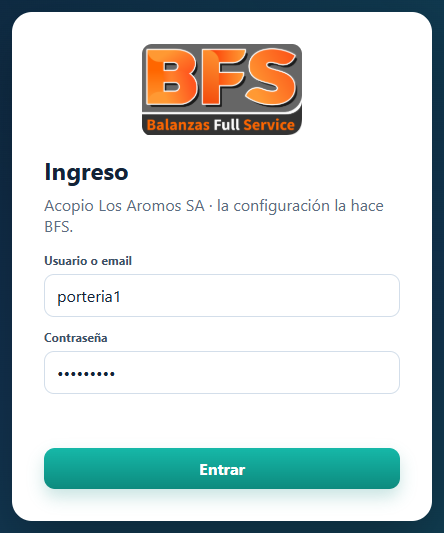 BFS
Balanzas Full Service
Ingreso
Acopio Los Aromos SA · la configuración la hace
BFS.
Usuario o email
porteria1
Contraseña
•••••••••
Entrar